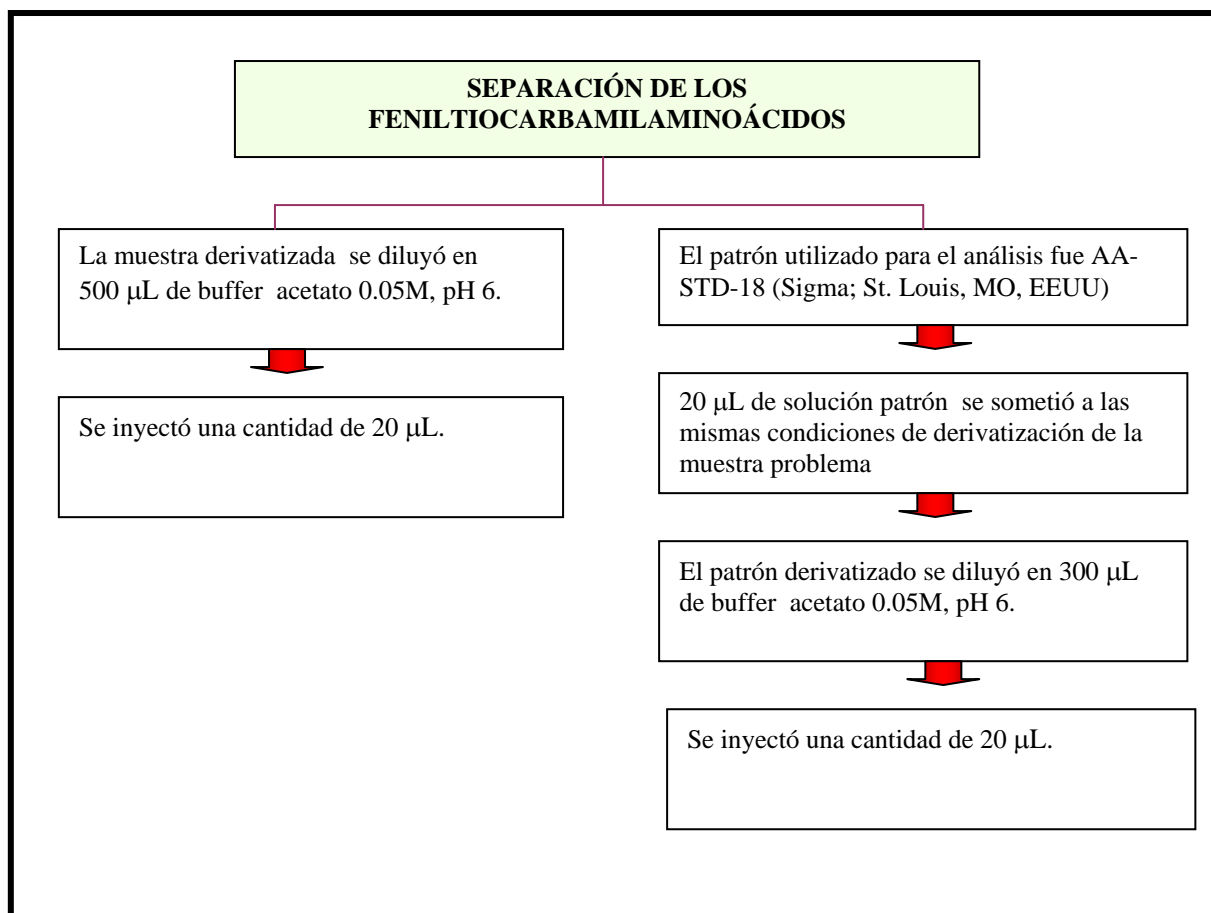 SEPARACIÓN DE LOS
FENILTIOCARBAMILAMINOÁCIDOS
La muestra derivatizada se diluyó en
500 μL de buffer acetato 0.05M, pH 6.
Se inyectó una cantidad de 20 μL.
El patrón utilizado para el análisis fue AA-
STD-18 (Sigma; St. Louis, MO, EEUU)
20 μL de solución patrón se sometió a las
mismas condiciones de derivatización de la
muestra problema
El patrón derivatizado se diluyó en 300 μL
de buffer acetato 0.05M, pH 6.
Se inyectó una cantidad de 20 μL.